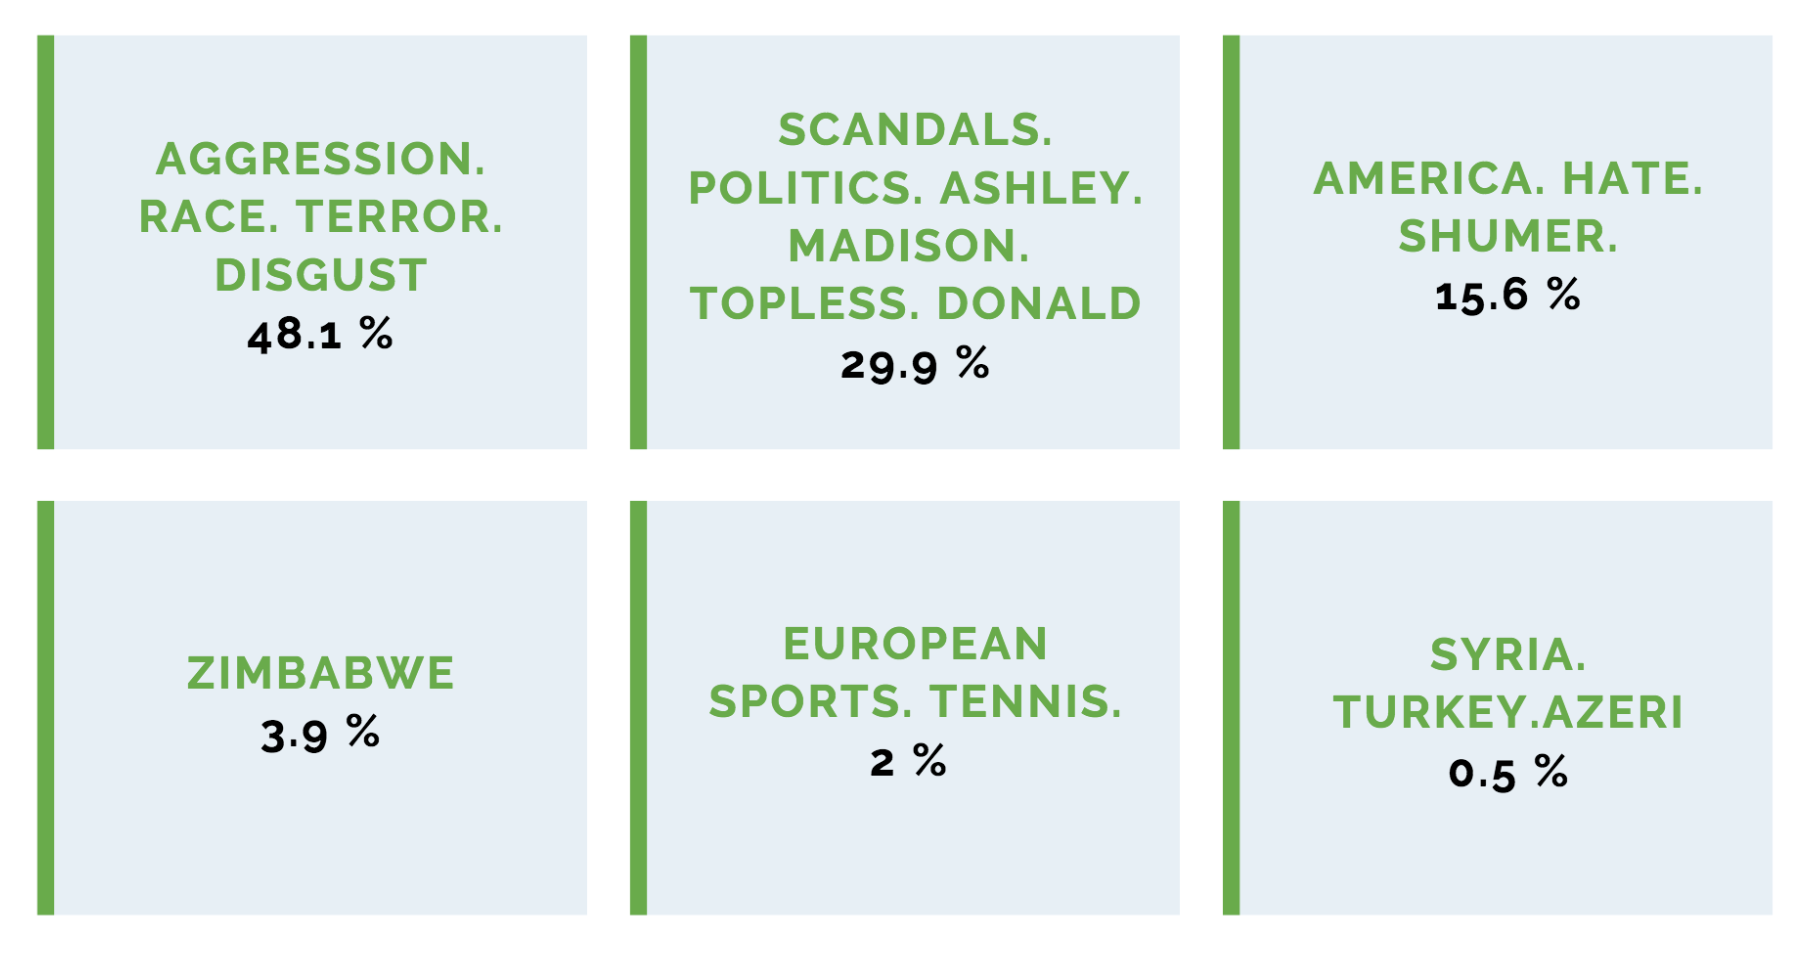 AGGRESSION.
RACE. TERROR.
DISGUST
48.1 %
SCANDALS.
POLITICS. ASHLEY.
MADISON.
TOPLESS. DONALD
29.9 %
AMERICA. HATE.
SHUMER.
15.6 %
ZIMBABWE
3.9 %
EUROPEAN
SPORTS. TENNIS.
2 %
SYRIA.
TURKEY.AZERI
0.5 %